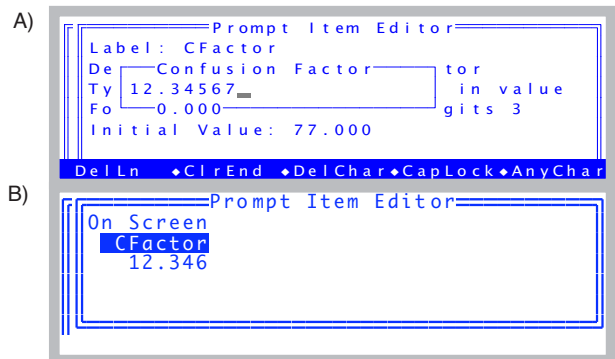 A)
Prompt Item Editor
Label: CFactor
De Confusion Factor tor
Ty 12.34567_ in value
Fo 0.000 gits 3
Initial Value: 77.000
DelLn ◆ClrEnd ◆DelChar◆CapLock◆AnyChar
B)
Prompt Item Editor
On Screen
CFactor
12.346